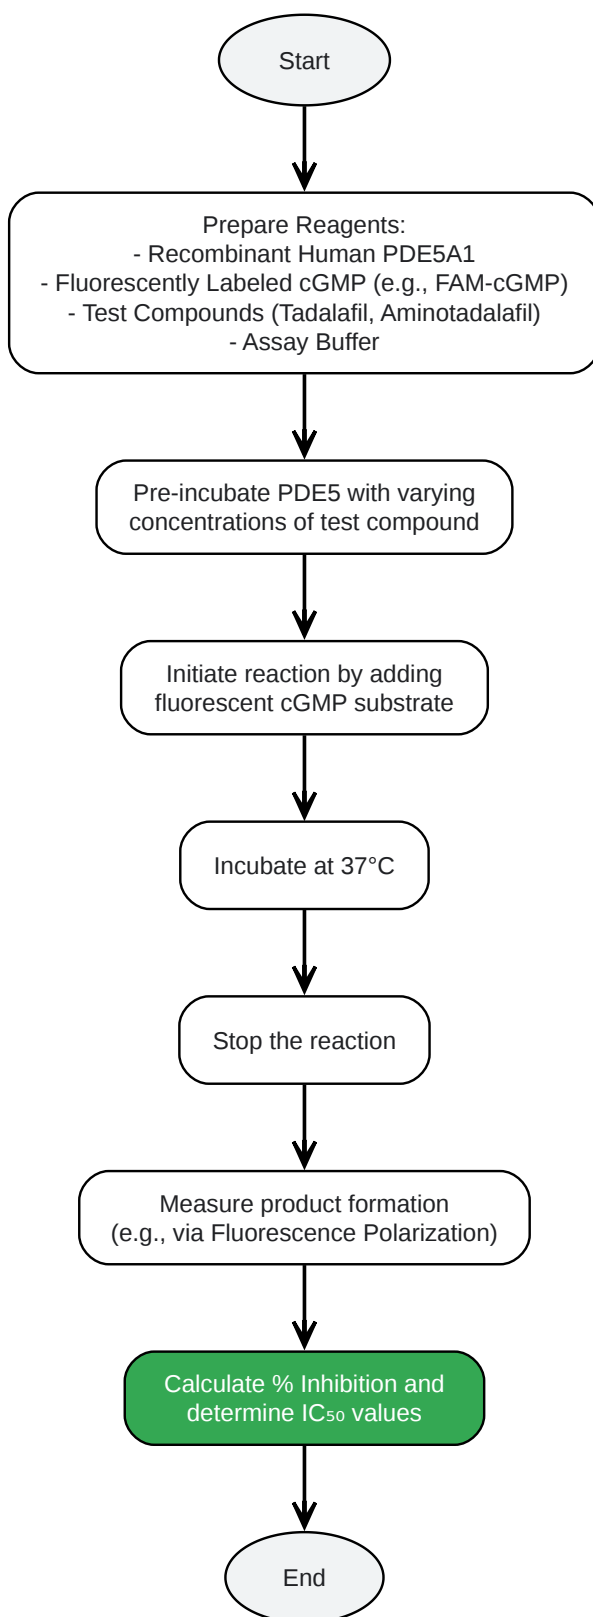 Start
Prepare Reagents:
- Recombinant Human PDE5A1
- Fluorescently Labeled cGMP (e.g., FAM-cGMP)
- Test Compounds (Tadalafil, Aminotadalafil)
- Assay Buffer
Pre-incubate PDE5 with varying
concentrations of test compound
Initiate reaction by adding
fluorescent cGMP substrate
Incubate at 37°C
Stop the reaction
Measure product formation
(e.g., via Fluorescence Polarization)
Calculate % Inhibition and
determine IC₅₀ values
End